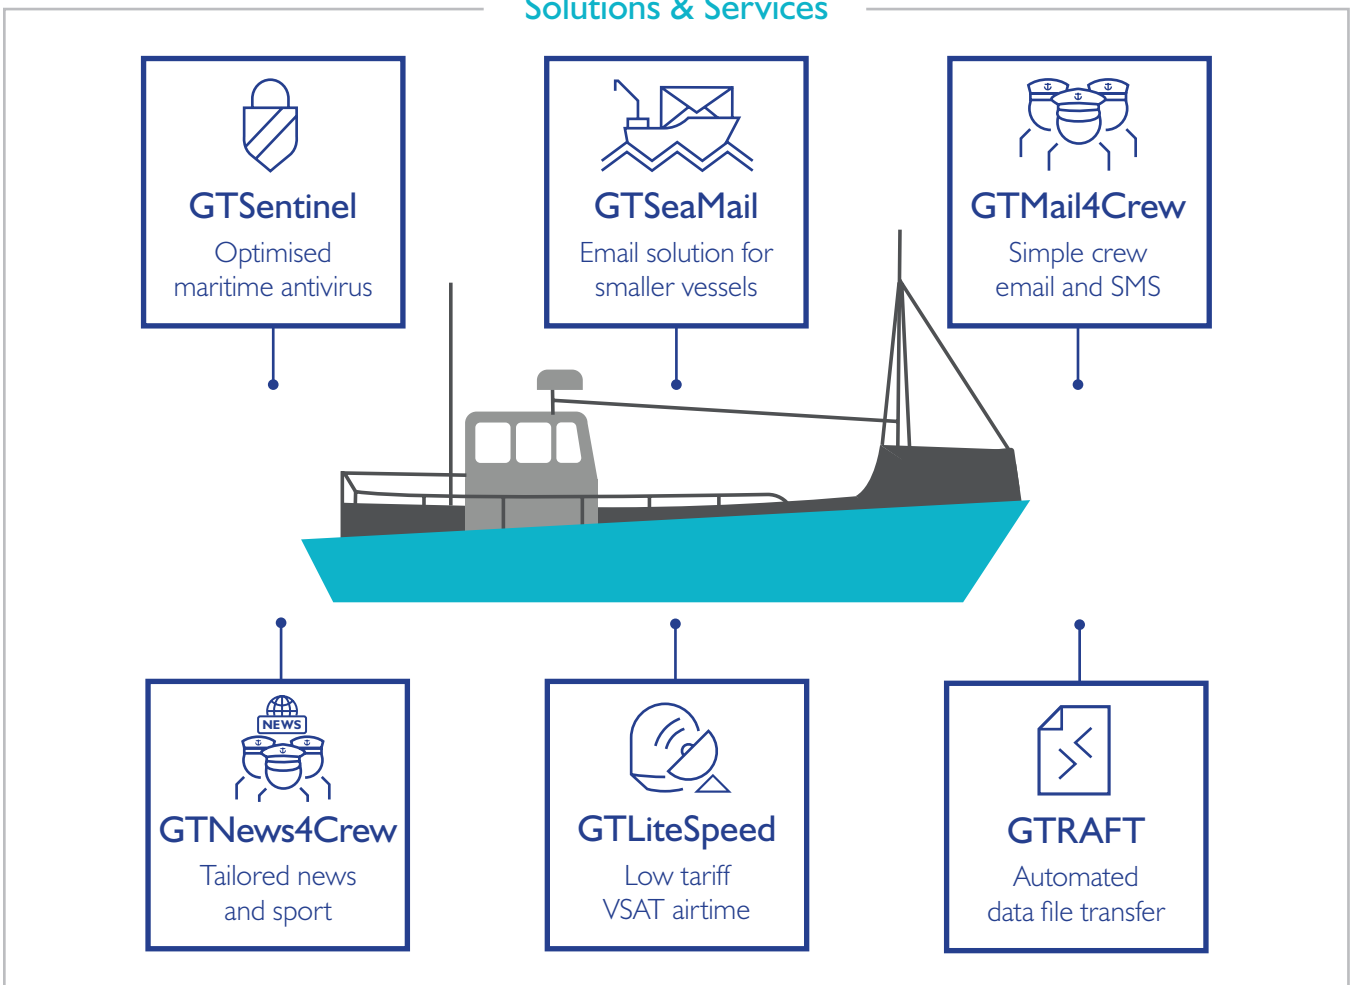 Solutions & Services
GTSentinel
Optimised
maritime antivirus
GTSeaMail
Email solution for
smaller vessels
GTMail4Crew
Simple crew
email and SMS
NEWS
GTNews4Crew
Tailored news
and sport
GTLiteSpeed
Low tariff
VSAT airtime
GTRAFT
Automated
data file transfer